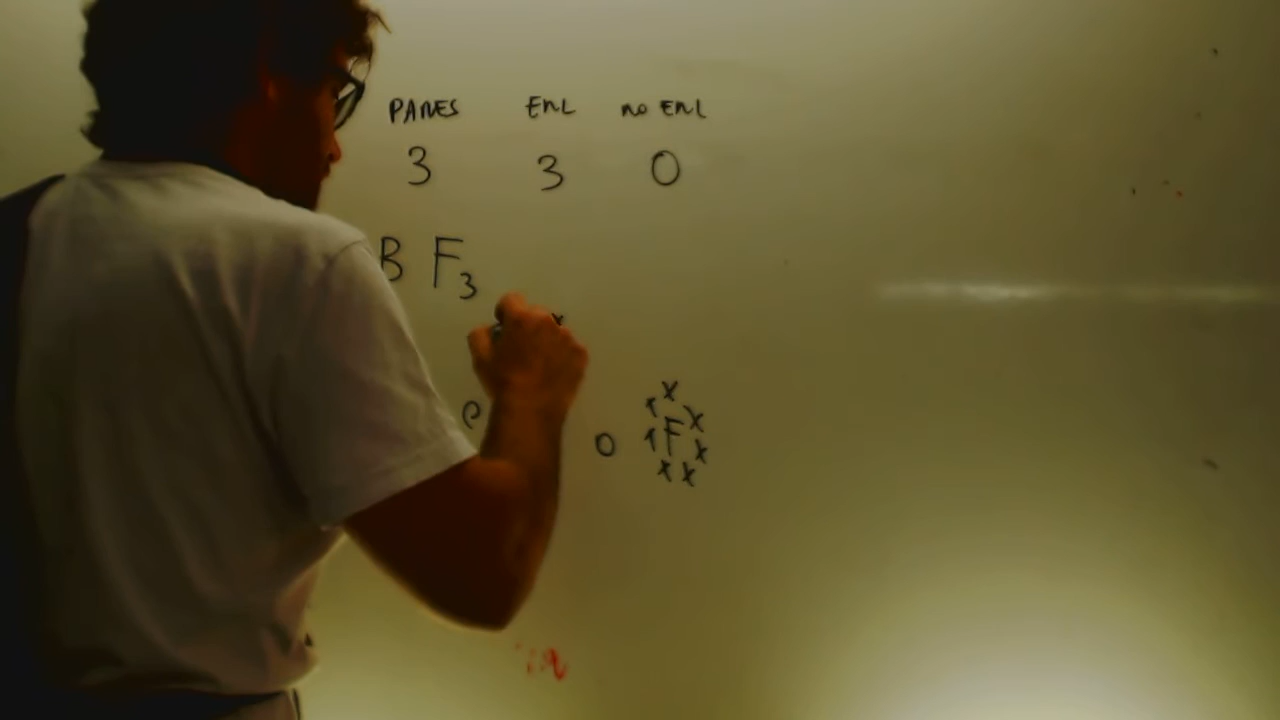 PARES ENL no ENL
3 3 0
B F3
x
x
x F x
x
o x
x x